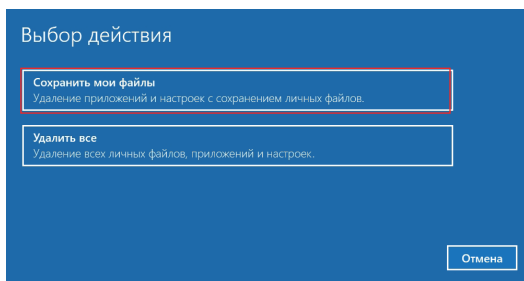 Выбор действия
Сохранить мои файлы
Удаление приложений и настроек с сохранением личных файлов.
Удалить все
Удаление всех личных файлов, приложений и настроек.
Отмена